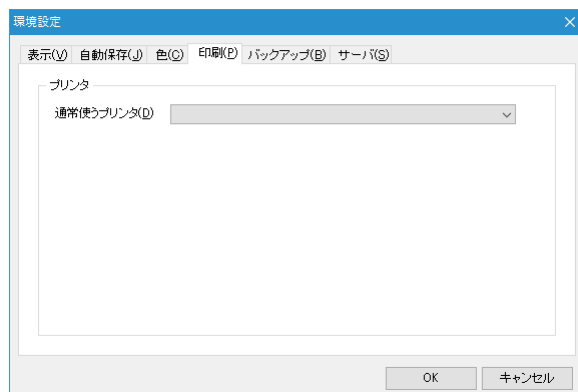 環境設定
表示(V) 自動保存(J) 色(C) 印刷(P) バックアップ(B) サーバ(S)
プリンタ
通常使うプリンタ(D)
OK キャンセル